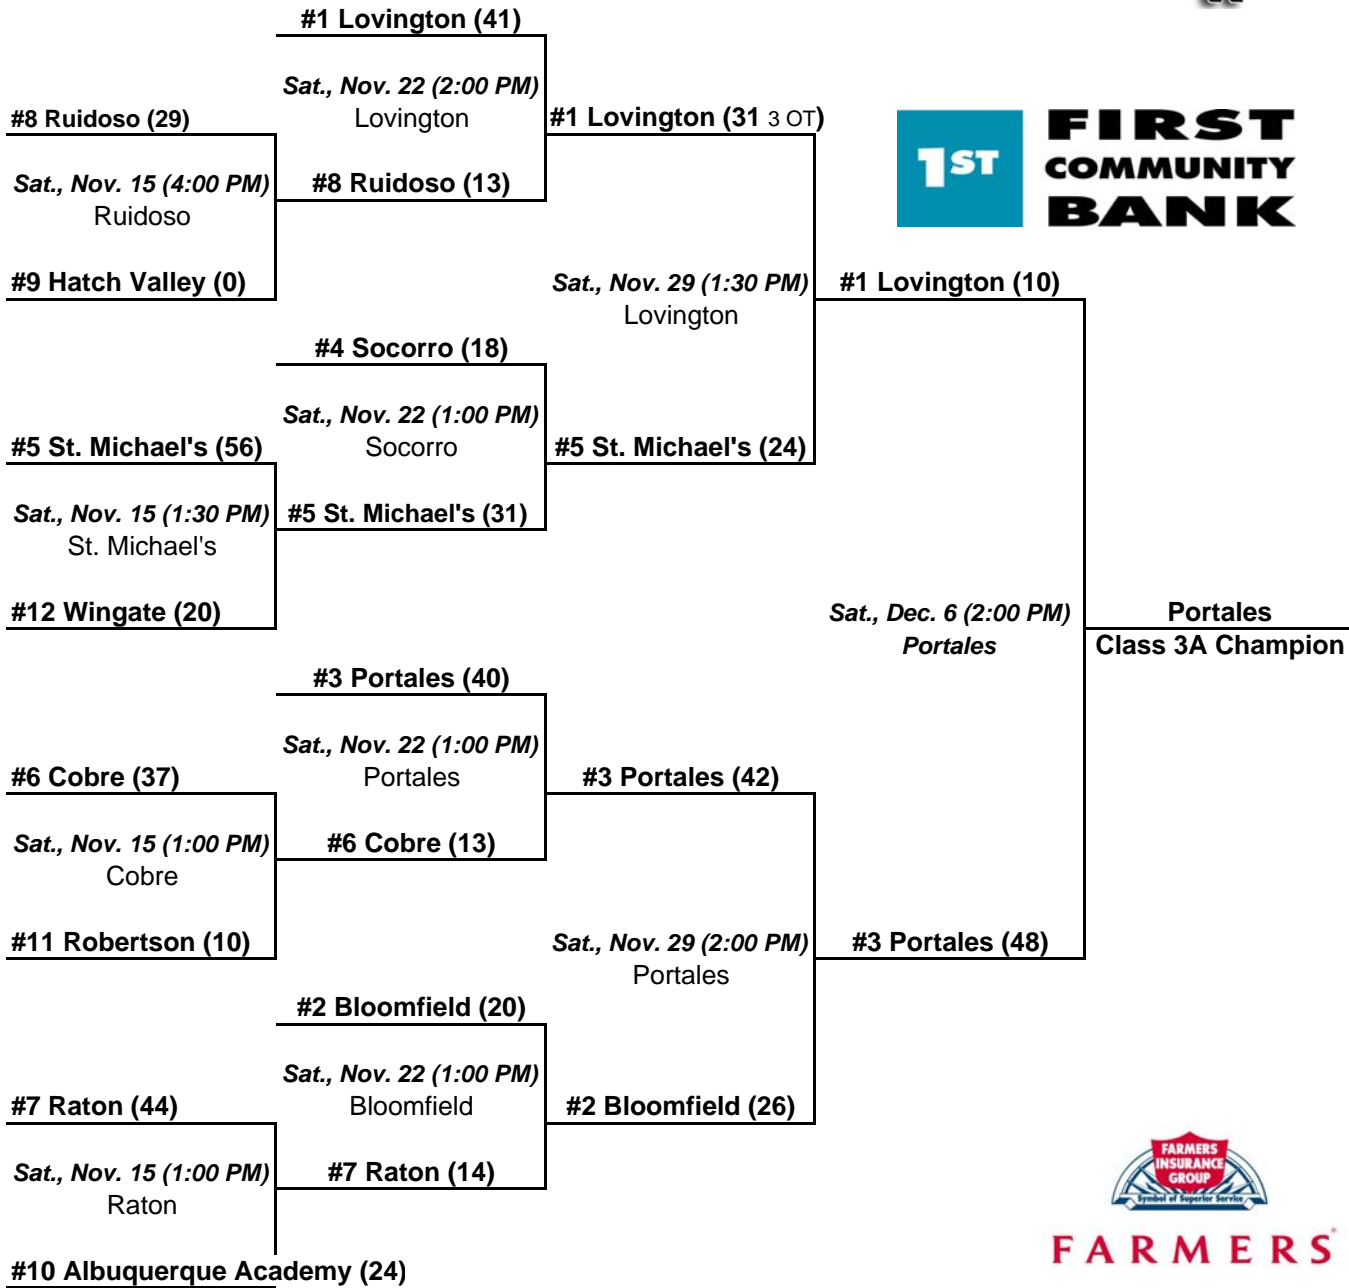 #1 Lovington (41)
Sat., Nov. 22 (2:00 PM)
Lovington
#8 Ruidoso (29)
#1 Lovington (31 3 OT)
Sat., Nov. 15 (4:00 PM)
Ruidoso
#8 Ruidoso (13)
#9 Hatch Valley (0)
Sat., Nov. 29 (1:30 PM)
Lovington
#1 Lovington (10)
#4 Socorro (18)
Sat., Nov. 22 (1:00 PM)
Socorro
#5 St. Michael's (56)
#5 St. Michael's (24)
Sat., Nov. 15 (1:30 PM)
St. Michael's
#5 St. Michael's (31)
#12 Wingate (20)
Sat., Dec. 6 (2:00 PM)
Portales
Portales
Class 3A Champion
#3 Portales (40)
Sat., Nov. 22 (1:00 PM)
Portales
#6 Cobre (37)
#3 Portales (42)
Sat., Nov. 15 (1:00 PM)
Cobre
#6 Cobre (13)
#11 Robertson (10)
Sat., Nov. 29 (2:00 PM)
Portales
#3 Portales (48)
#2 Bloomfield (20)
Sat., Nov. 22 (1:00 PM)
Bloomfield
#7 Raton (44)
#2 Bloomfield (26)
Sat., Nov. 15 (1:00 PM)
Raton
#7 Raton (14)
#10 Albuquerque Academy (24)
1ST
FIRST
COMMUNITY
BANK
FARMERS
INSURANCE
GROUP
Symbol of Superior Service
FARMERS®